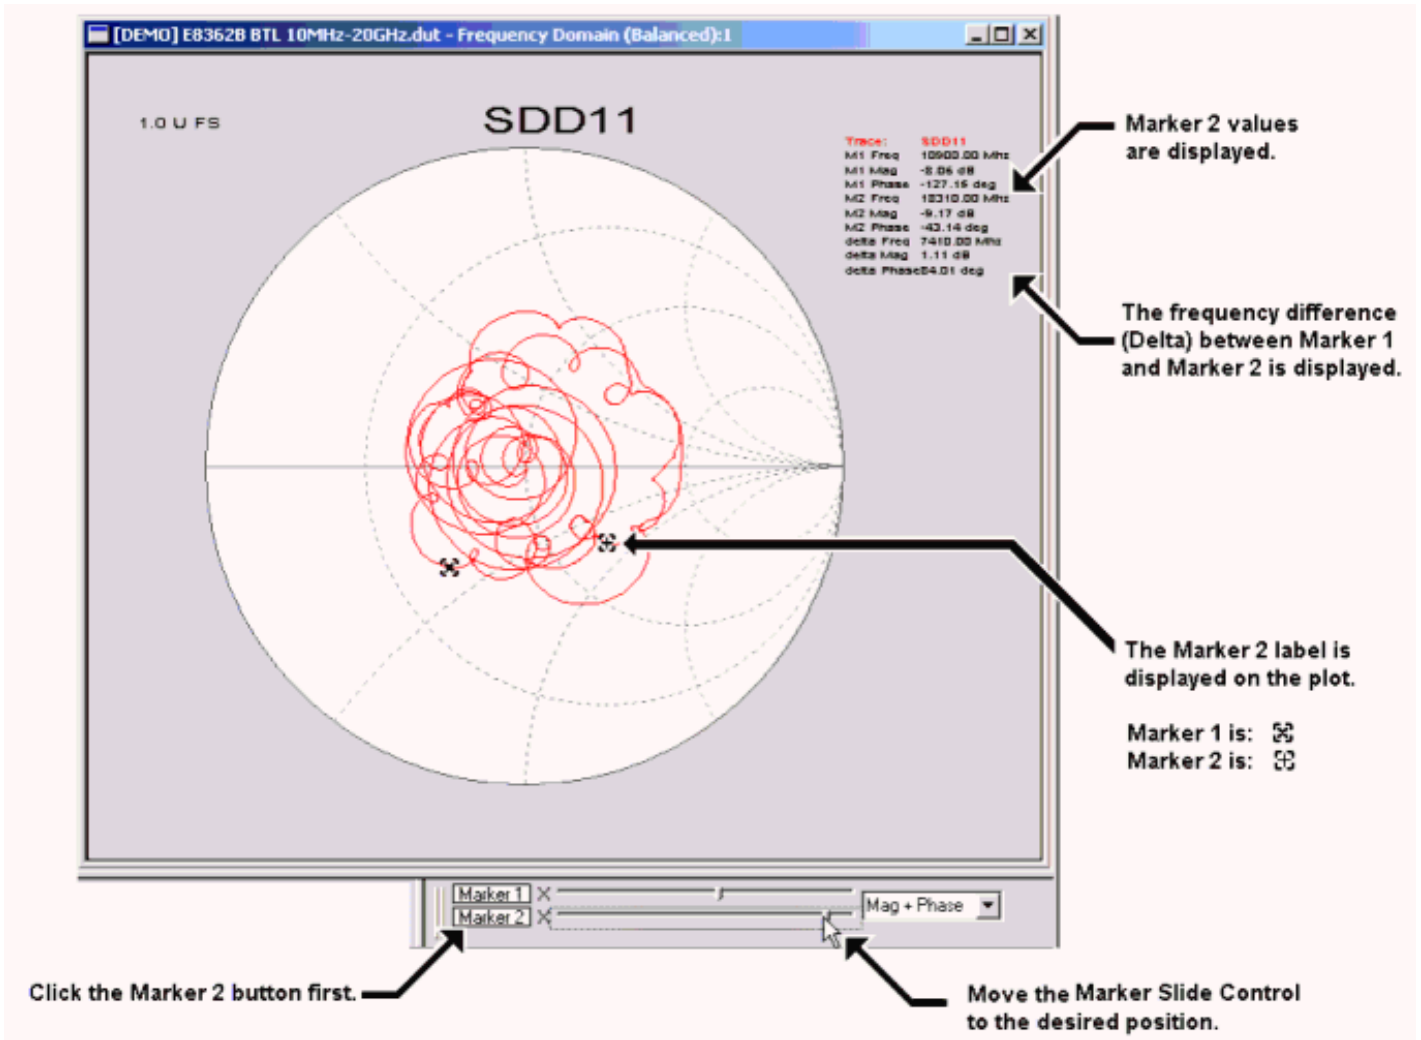 [DEMO] E8362B BTL 10MHz-20GHz.dut - Frequency Domain (Balanced):1
1.0 U FS
SDD11
Trace: SDD11
M1 Freq 10900.00 Mhz
M1 Mag -8.06 dB
M1 Phase -127.15 deg
M2 Freq 18310.00 Mhz
M2 Mag -9.17 dB
M2 Phase -43.14 deg
delta Freq 7410.00 Mhz
delta Mag 1.11 dB
delta Phase84.01 deg
Marker 2 values
are displayed.
The frequency difference
(Delta) between Marker 1
and Marker 2 is displayed.
The Marker 2 label is
displayed on the plot.
Marker 1 is:
Marker 2 is:
Marker 1 X
Marker 2 X
Mag + Phase
Click the Marker 2 button first.
Move the Marker Slide Control
to the desired position.